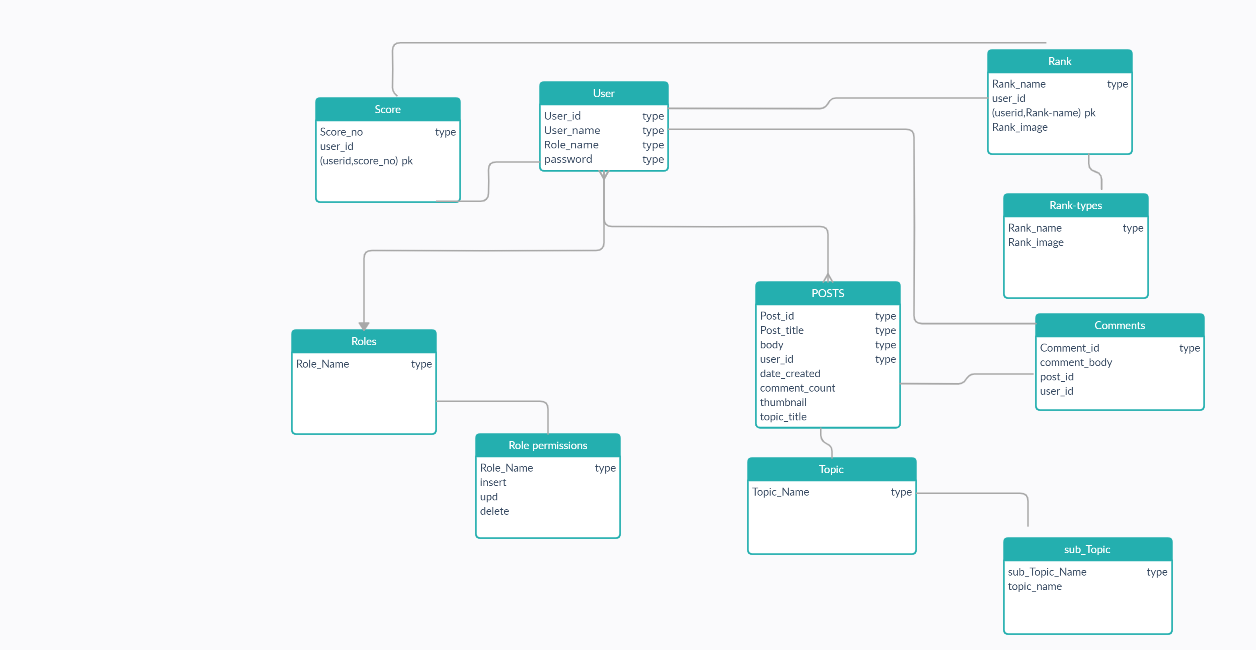 Rank
Rank_name type
user_id
(userid,Rank-name) pk
Rank_image
User
User_id type
User_name type
Role_name type
password type
Score
Score_no type
user_id
(userid,score_no) pk
Rank-types
Rank_name type
Rank_image
POSTS
Post_id type
Post_title type
body type
user_id type
date_created
comment_count
thumbnail
topic_title
Comments
Comment_id type
comment_body
post_id
user_id
Roles
Role_Name type
Role permissions
Role_Name type
insert
upd
delete
Topic
Topic_Name type
sub_Topic
sub_Topic_Name type
topic_name